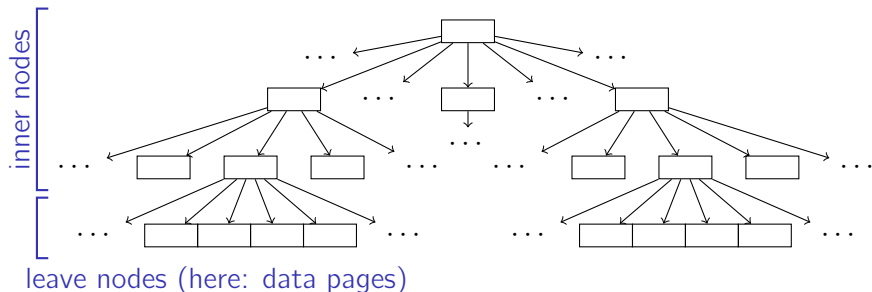 inner nodes
... ...
... ...
...
... ... ... ...
... ... ... ...
leave nodes (here: data pages)